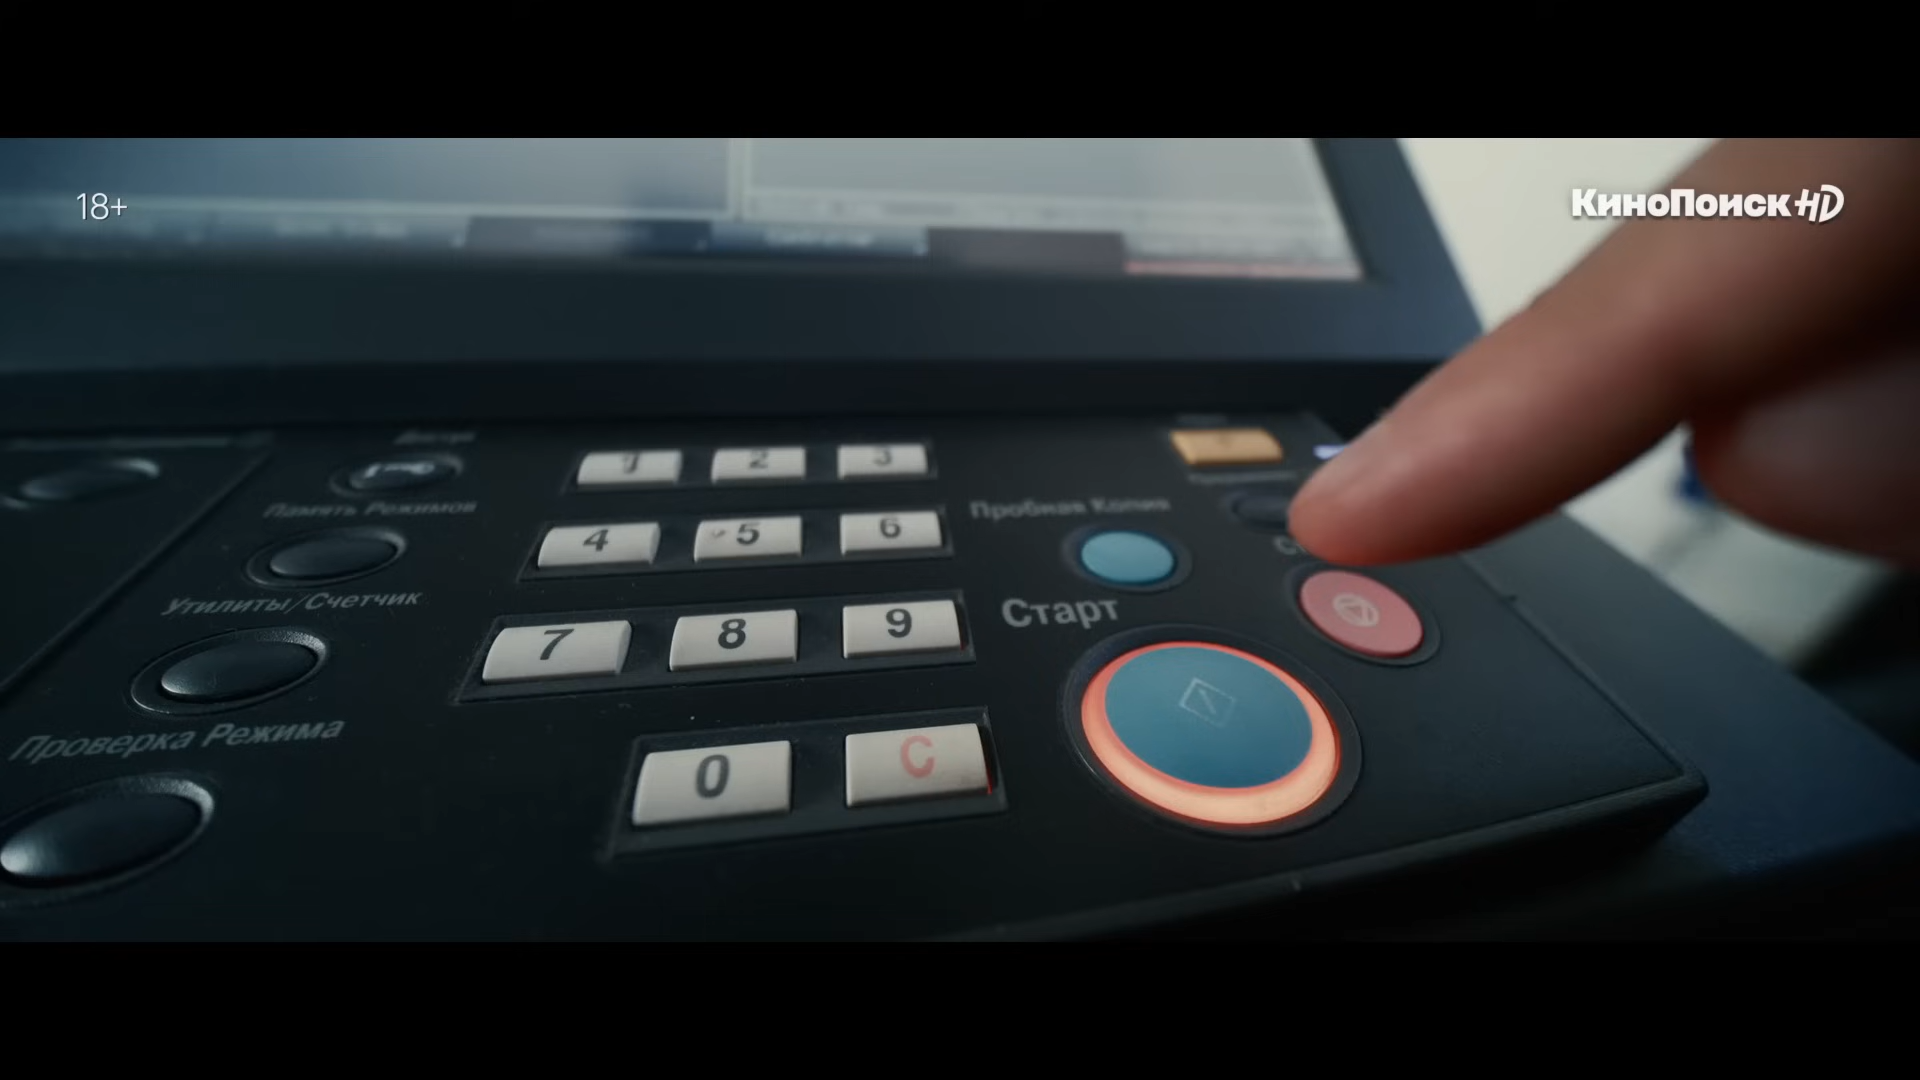 18+
КиноПоиск HD
Доступ
1 2 3
Память Режимов
4 5 6
Пробная Копия
Утилиты/Счетчик
7 8 9
Старт
Проверка Режима
0 C